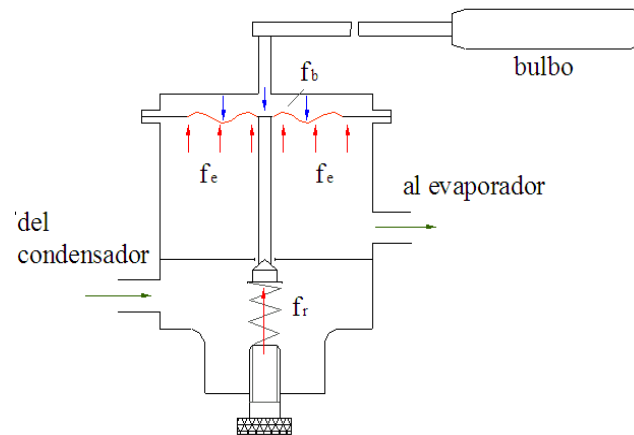 bulbo
fb
fe
fe
al evaporador
del
condensador
fr